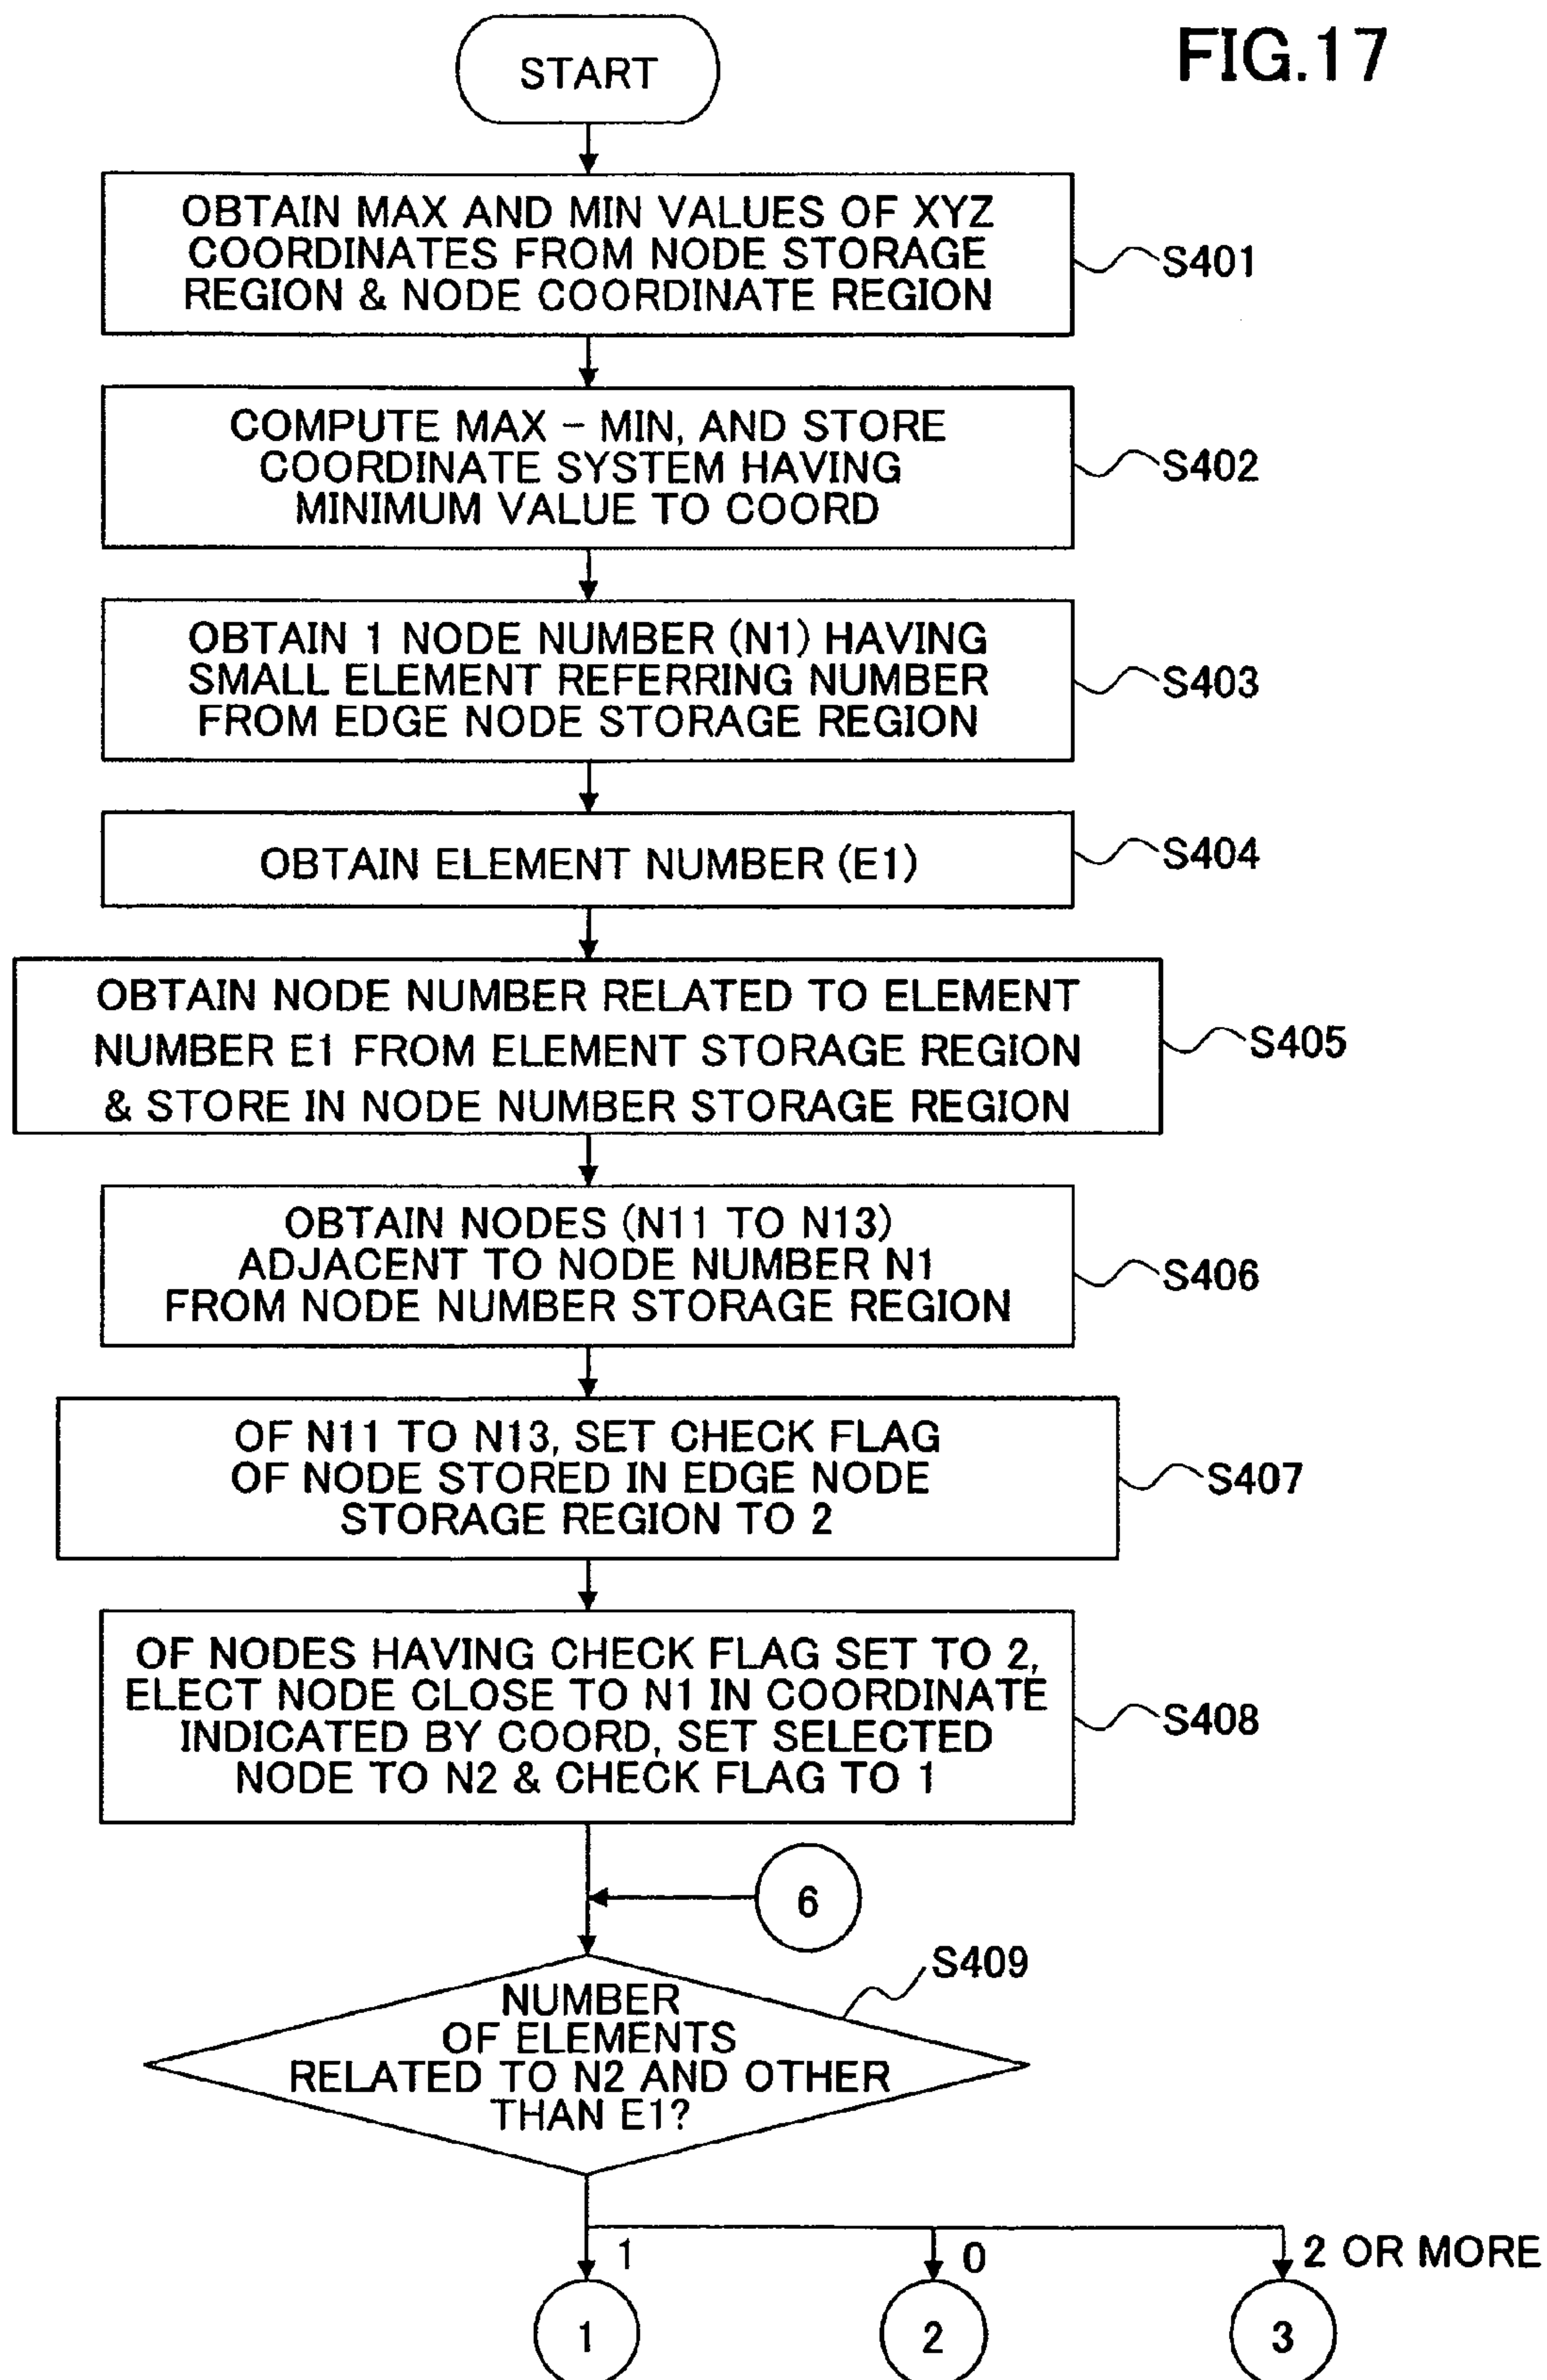 FIG.17
START
OBTAIN MAX AND MIN VALUES OF XYZ
COORDINATES FROM NODE STORAGE
REGION & NODE COORDINATE REGION
S401
COMPUTE MAX – MIN, AND STORE
COORDINATE SYSTEM HAVING
MINIMUM VALUE TO COORD
S402
OBTAIN 1 NODE NUMBER (N1) HAVING
SMALL ELEMENT REFERRING NUMBER
FROM EDGE NODE STORAGE REGION
S403
OBTAIN ELEMENT NUMBER (E1)
S404
OBTAIN NODE NUMBER RELATED TO ELEMENT
NUMBER E1 FROM ELEMENT STORAGE REGION
& STORE IN NODE NUMBER STORAGE REGION
S405
OBTAIN NODES (N11 TO N13)
ADJACENT TO NODE NUMBER N1
FROM NODE NUMBER STORAGE REGION
S406
OF N11 TO N13, SET CHECK FLAG
OF NODE STORED IN EDGE NODE
STORAGE REGION TO 2
S407
OF NODES HAVING CHECK FLAG SET TO 2,
ELECT NODE CLOSE TO N1 IN COORDINATE
INDICATED BY COORD, SET SELECTED
NODE TO N2 & CHECK FLAG TO 1
S408
6
S409
NUMBER
OF ELEMENTS
RELATED TO N2 AND OTHER
THAN E1?
1
0
2 OR MORE
1
2
3